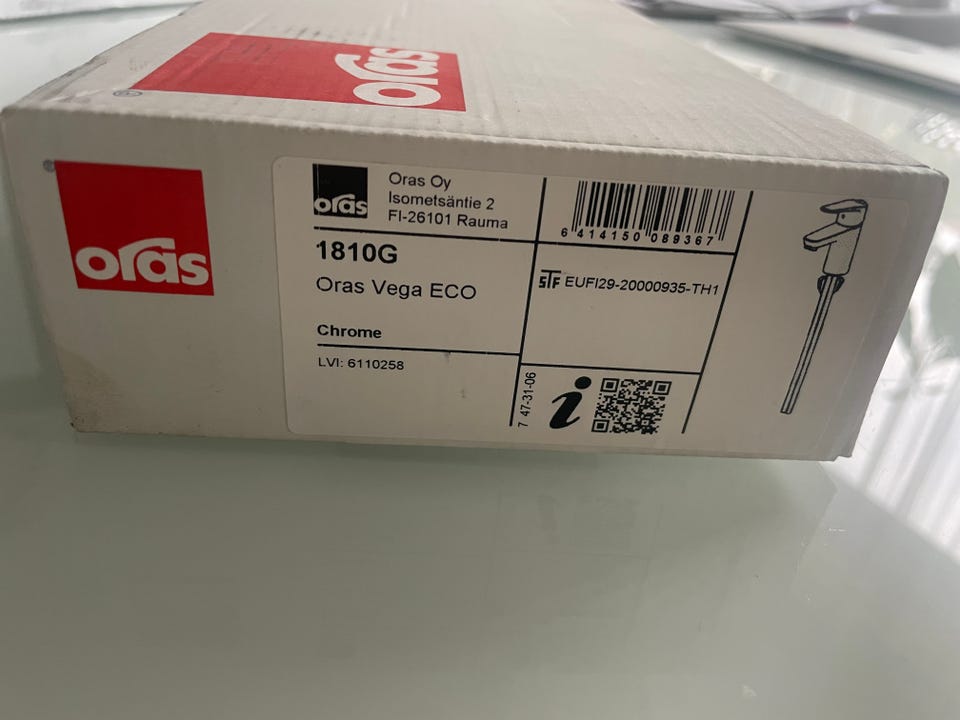 oras
oras
oras
Oras Oy
Isometsäntie 2
FI-26101 Rauma
6 414150 089367
1810G
Oras Vega ECO
STF EUFI29-20000935-TH1
Chrome
LVI: 6110258
7 47-31-06
i